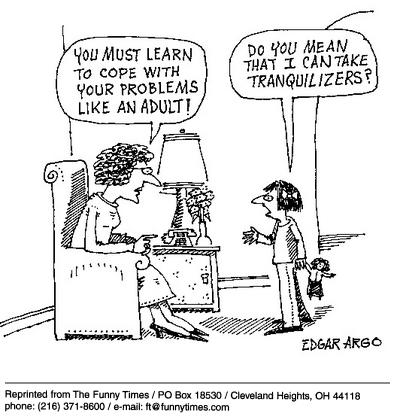 YOU MUST LEARN
TO COPE WITH
YOUR PROBLEMS
LIKE AN ADULT!
DO YOU MEAN
THAT I CAN TAKE
TRANQUILIZERS?
EDGAR ARGO
Reprinted from The Funny Times / PO Box 18530 / Cleveland Heights, OH 44118
phone: (216) 371-8600 / e-mail: ft@funnytimes.com